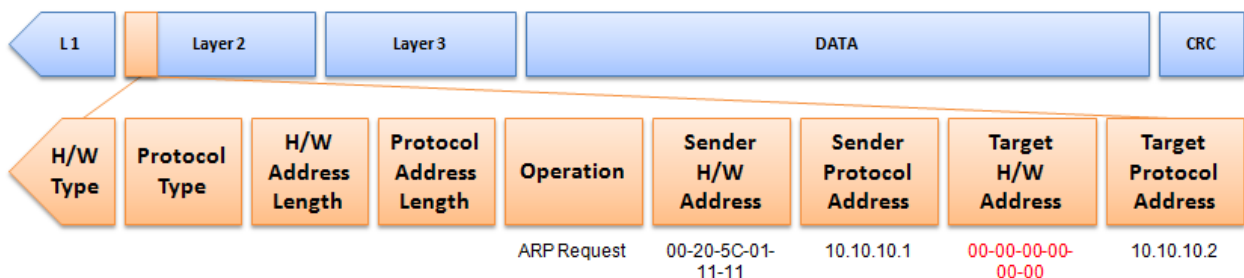 L 1
Layer 2
Layer 3
DATA
CRC
H/W
Type
Protocol
Type
H/W
Address
Length
Protocol
Address
Length
Operation
Sender
H/W
Address
Sender
Protocol
Address
Target
H/W
Address
Target
Protocol
Address
ARP Request
00-20-5C-01-
11-11
10.10.10.1
00-00-00-00-
00-00
10.10.10.2